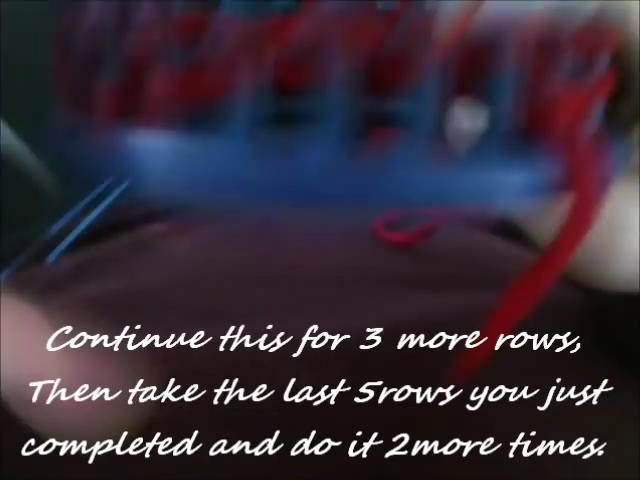 Continue this for 3 more rows,
Then take the last 5rows you just
completed and do it 2more times.